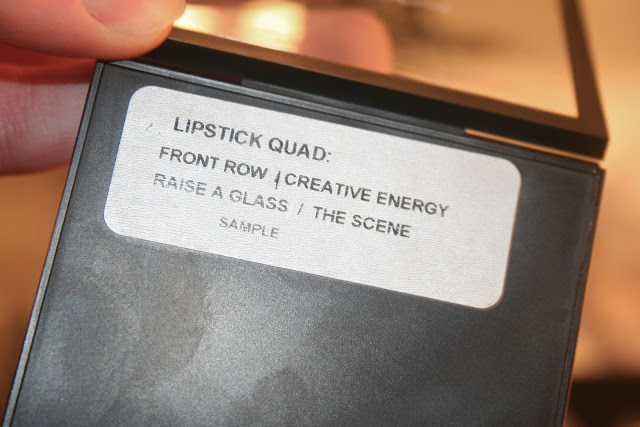 LIPSTICK QUAD:
FRONT ROW / CREATIVE ENERGY
RAISE A GLASS / THE SCENE
SAMPLE